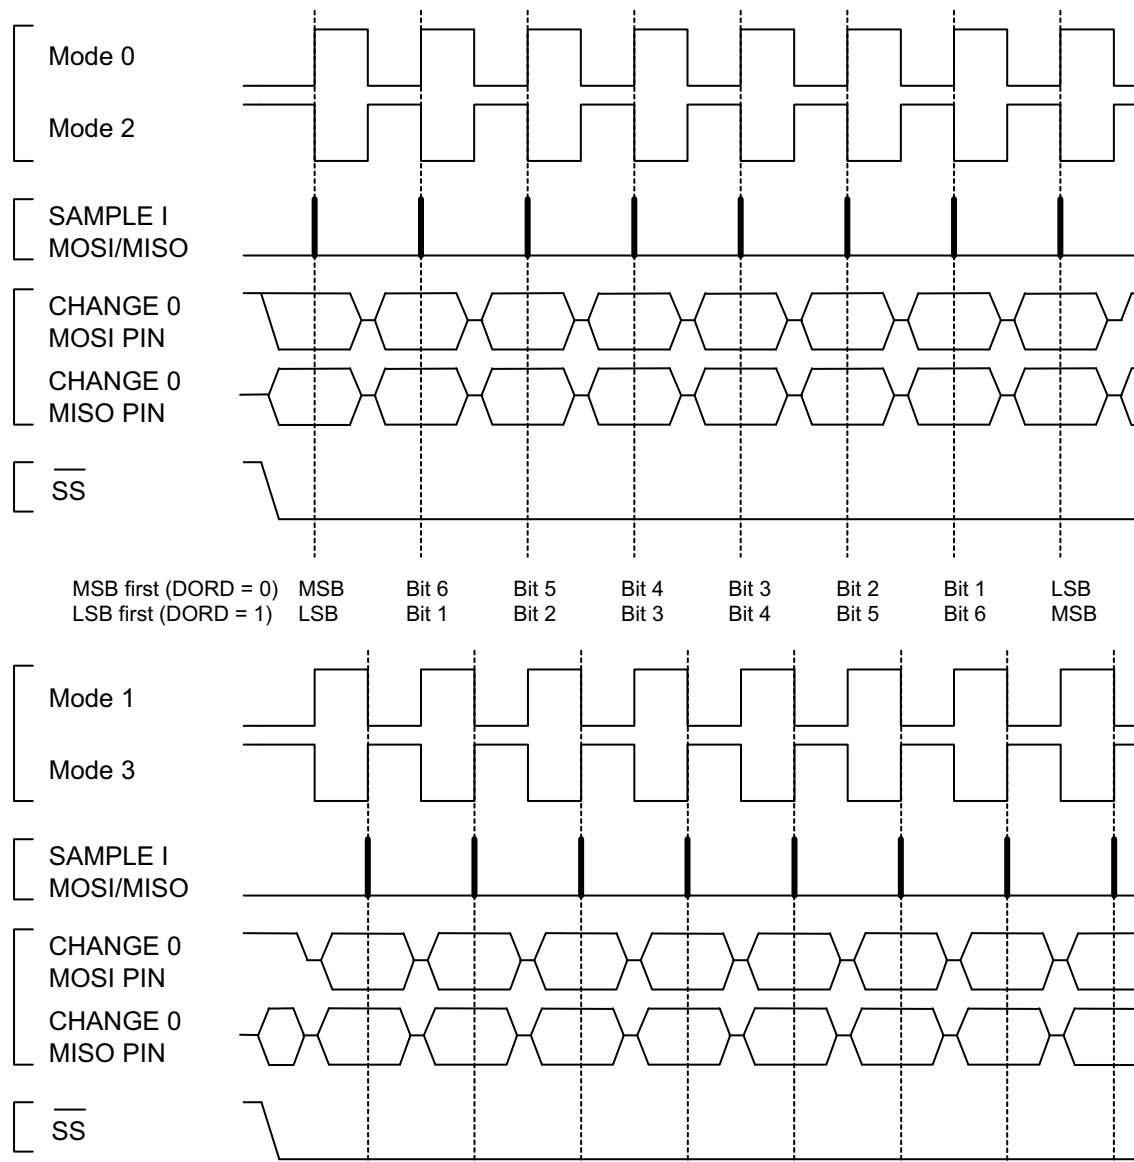 Mode 0
Mode 2
SAMPLE I
MOSI/MISO
CHANGE 0
MOSI PIN
CHANGE 0
MISO PIN
SS
MSB first (DORD = 0) MSB Bit 6 Bit 5 Bit 4 Bit 3 Bit 2 Bit 1 LSB
LSB first (DORD = 1) LSB Bit 1 Bit 2 Bit 3 Bit 4 Bit 5 Bit 6 MSB
Mode 1
Mode 3
SAMPLE I
MOSI/MISO
CHANGE 0
MOSI PIN
CHANGE 0
MISO PIN
SS